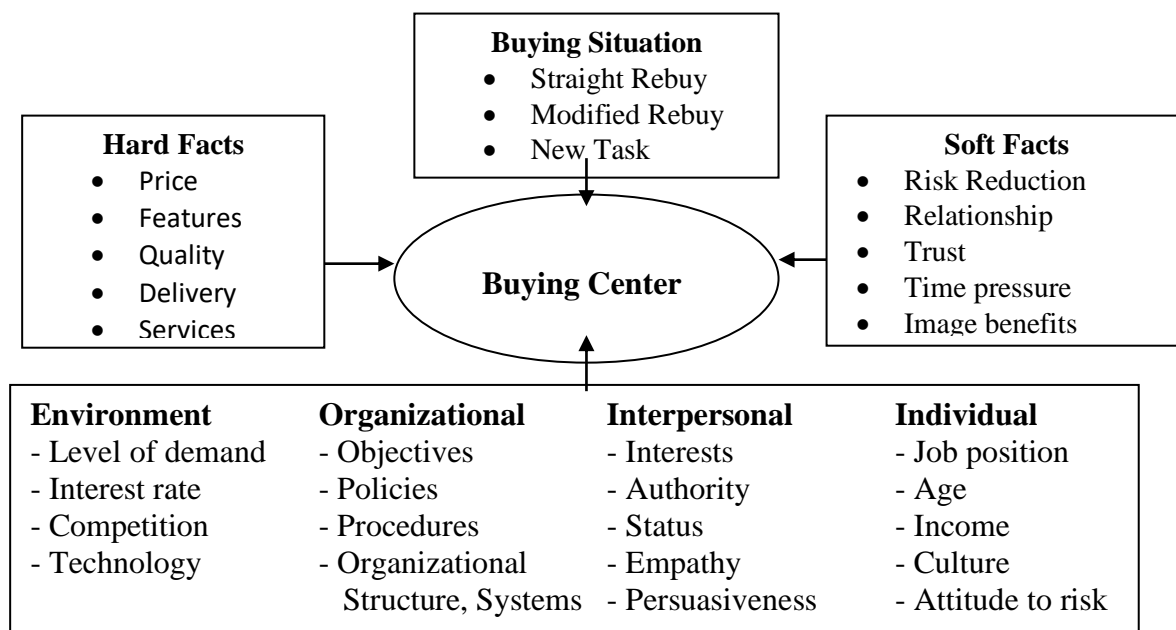 Buying Situation
• Straight Rebuy
• Modified Rebuy
• New Task
Hard Facts
• Price
• Features
• Quality
• Delivery
• Services
Soft Facts
• Risk Reduction
• Relationship
• Trust
• Time pressure
• Image benefits
Buying Center
Environment
- Level of demand
- Interest rate
- Competition
- Technology
Organizational
- Objectives
- Policies
- Procedures
- Organizational
Structure, Systems
Interpersonal
- Interests
- Authority
- Status
- Empathy
- Persuasiveness
Individual
- Job position
- Age
- Income
- Culture
- Attitude to risk